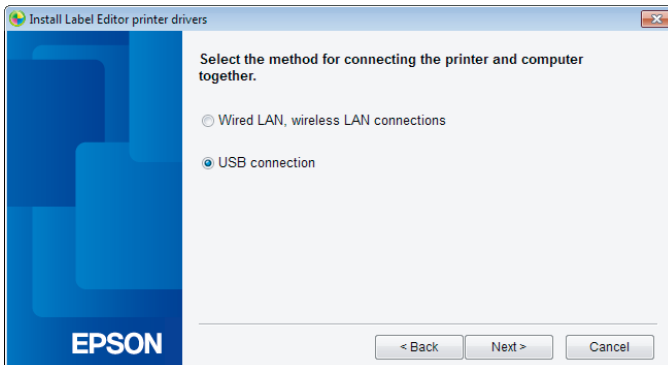 Install Label Editor printer drivers
Select the method for connecting the printer and computer
together.
Wired LAN, wireless LAN connections
USB connection
EPSON
< Back
Next >
Cancel